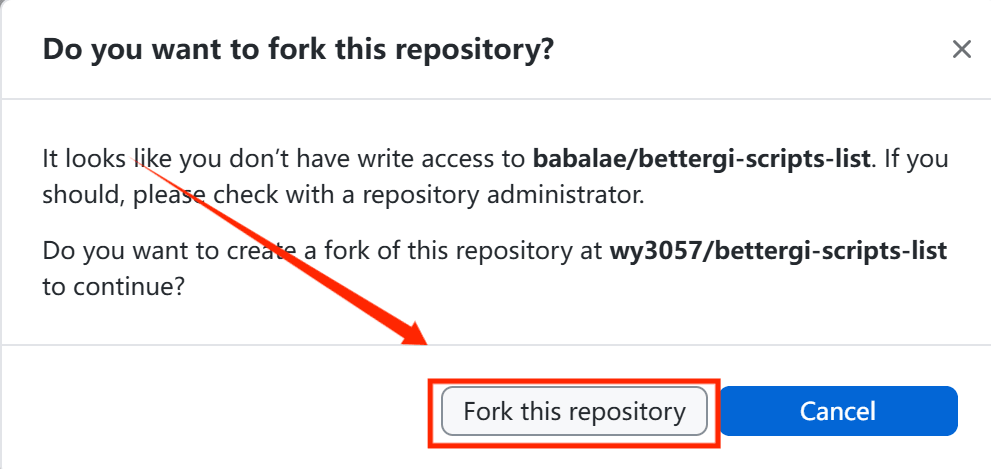 Do you want to fork this repository?
It looks like you don’t have write access to babalae/bettergi-scripts-list. If you
should, please check with a repository administrator.
Do you want to create a fork of this repository at wy3057/bettergi-scripts-list
to continue?
Fork this repository
Cancel